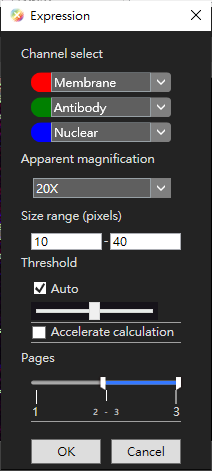 Expression
Channel select
Membrane
Antibody
Nuclear
Apparent magnification
20X
Size range (pixels)
10 - 40
Threshold
Auto
Accelerate calculation
Pages
1 2 - 3 3
OK Cancel